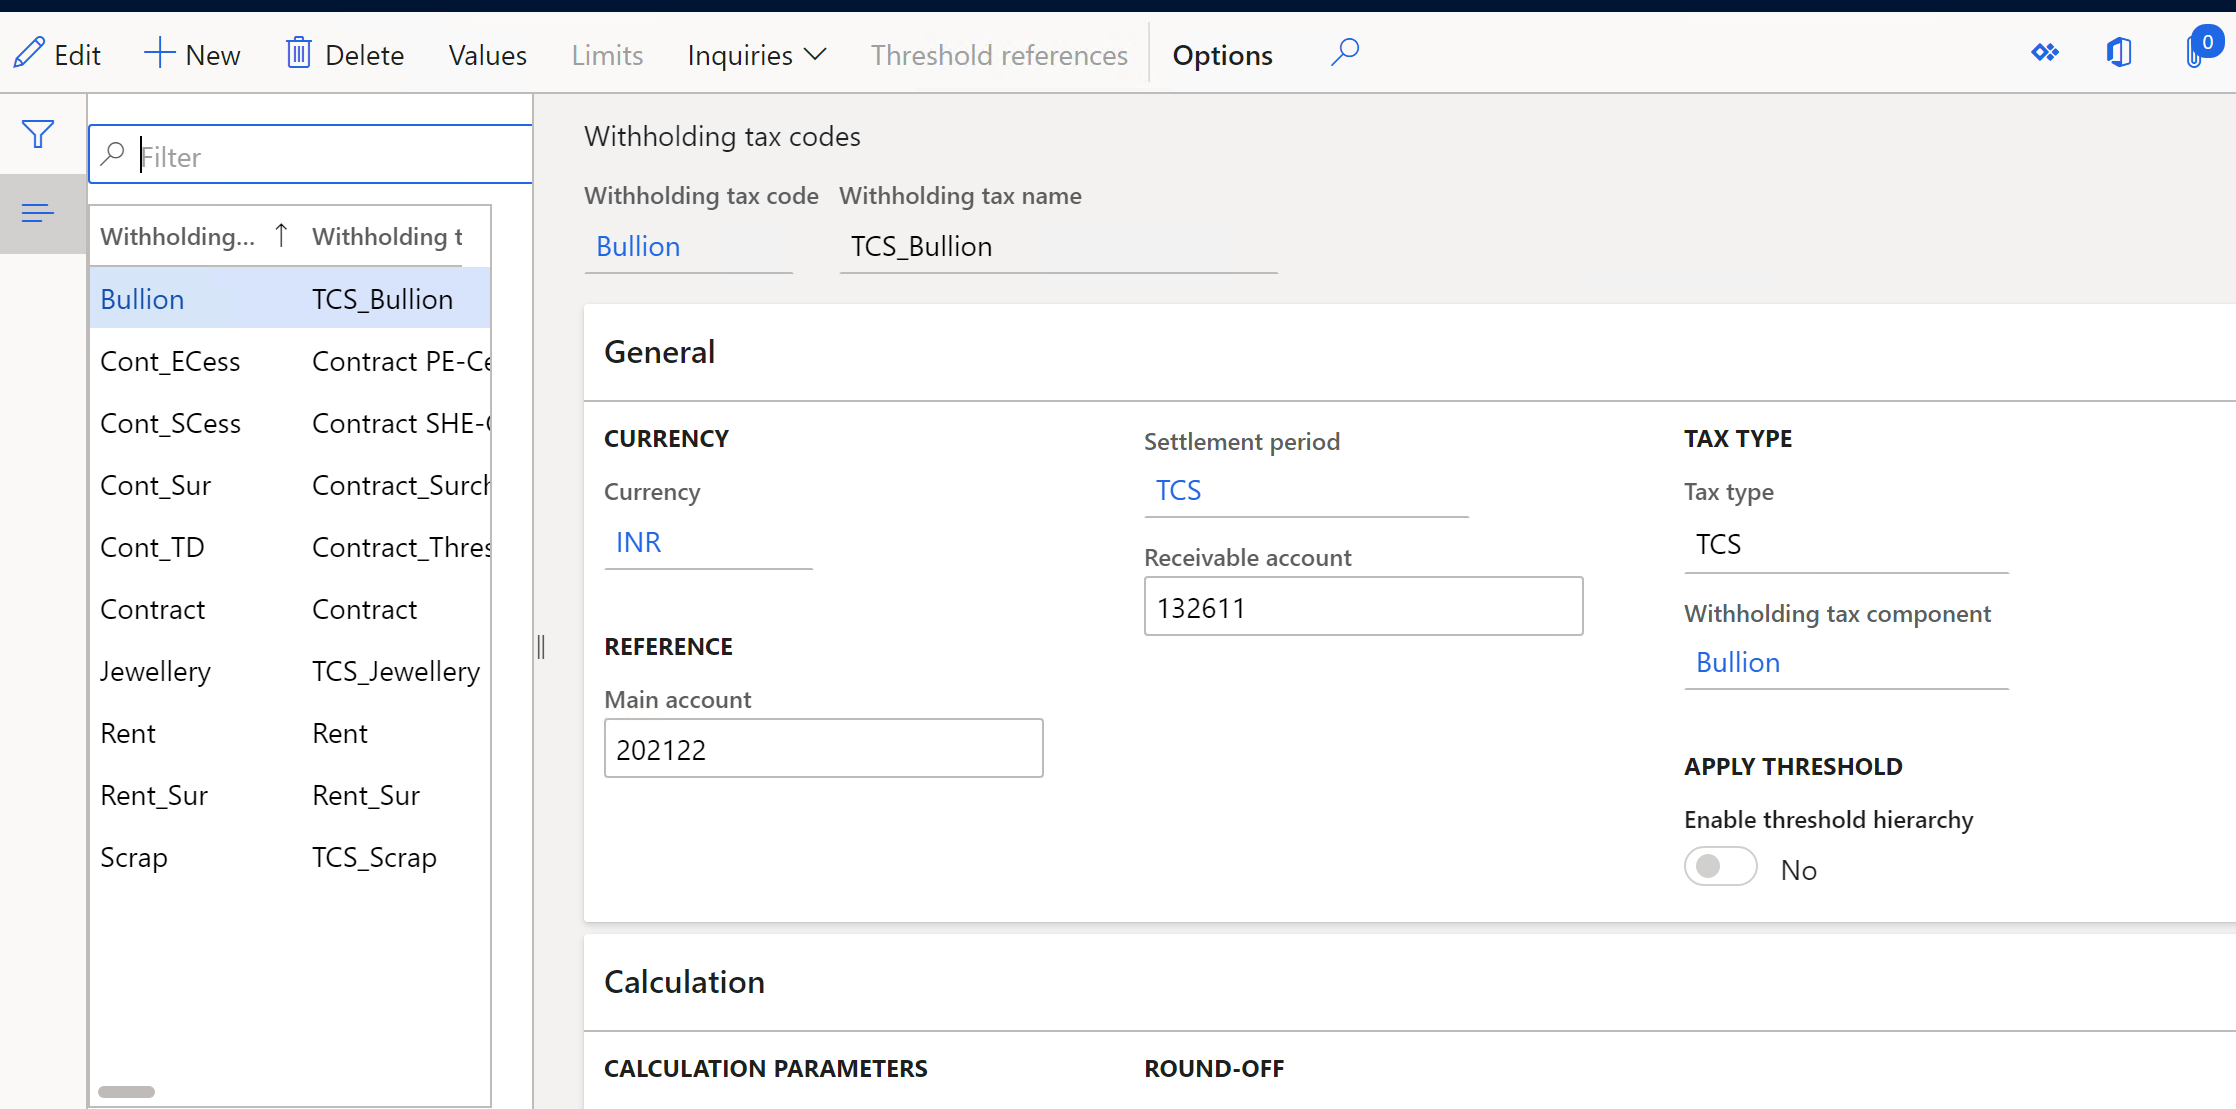 Edit
New
Delete
Values
Limits
Inquiries
Threshold references
Options
0
Filter
Withholding... ↑ Withholding t
Bullion TCS_Bullion
Cont_ECess Contract PE-Ce
Cont_SCess Contract SHE-
Cont_Sur Contract_Surch
Cont_TD Contract_Thres
Contract Contract
Jewellery TCS_Jewellery
Rent Rent
Rent_Sur Rent_Sur
Scrap TCS_Scrap
Withholding tax codes
Withholding tax code Withholding tax name
Bullion TCS_Bullion
General
CURRENCY
Currency
INR
REFERENCE
Main account
202122
Settlement period
TCS
Receivable account
132611
TAX TYPE
Tax type
TCS
Withholding tax component
Bullion
APPLY THRESHOLD
Enable threshold hierarchy
No
Calculation
CALCULATION PARAMETERS
ROUND-OFF